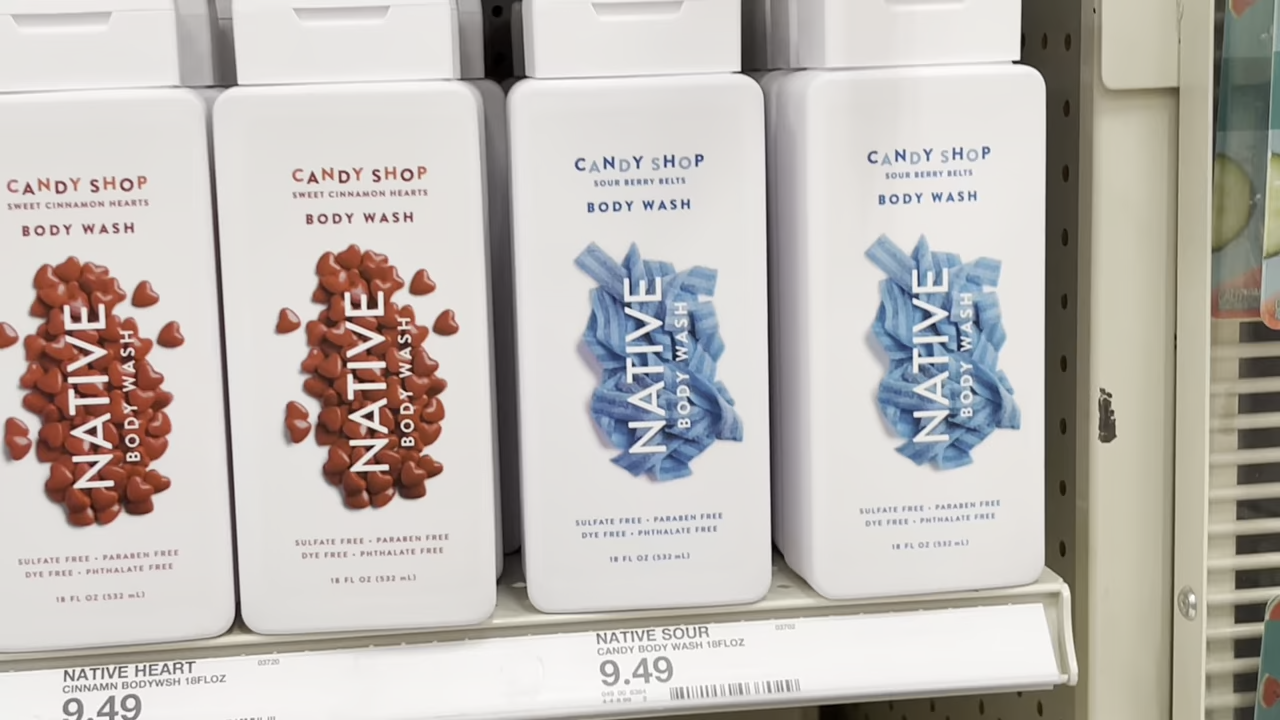 CANDY SHOP
SWEET CINNAMON HEARTS
BODY WASH
NATIVE
BODY WASH
SULFATE FREE • PARABEN FREE
DYE FREE • PHTHALATE FREE
18 FL OZ (532 mL)
CANDY SHOP
SWEET CINNAMON HEARTS
BODY WASH
NATIVE
BODY WASH
SULFATE FREE • PARABEN FREE
DYE FREE • PHTHALATE FREE
18 FL OZ (532 mL)
CANDY SHOP
SOUR BERRY BELTS
BODY WASH
NATIVE
BODY WASH
SULFATE FREE • PARABEN FREE
DYE FREE • PHTHALATE FREE
18 FL OZ (532 mL)
CANDY SHOP
SOUR BERRY BELTS
BODY WASH
NATIVE
BODY WASH
SULFATE FREE • PARABEN FREE
DYE FREE • PHTHALATE FREE
18 FL OZ (532 mL)
NATIVE HEART 03720
CINNAMN BODYWSH 18FLOZ
9.49
NATIVE SOUR 03702
CANDY BODY WASH 18FLOZ
9.49